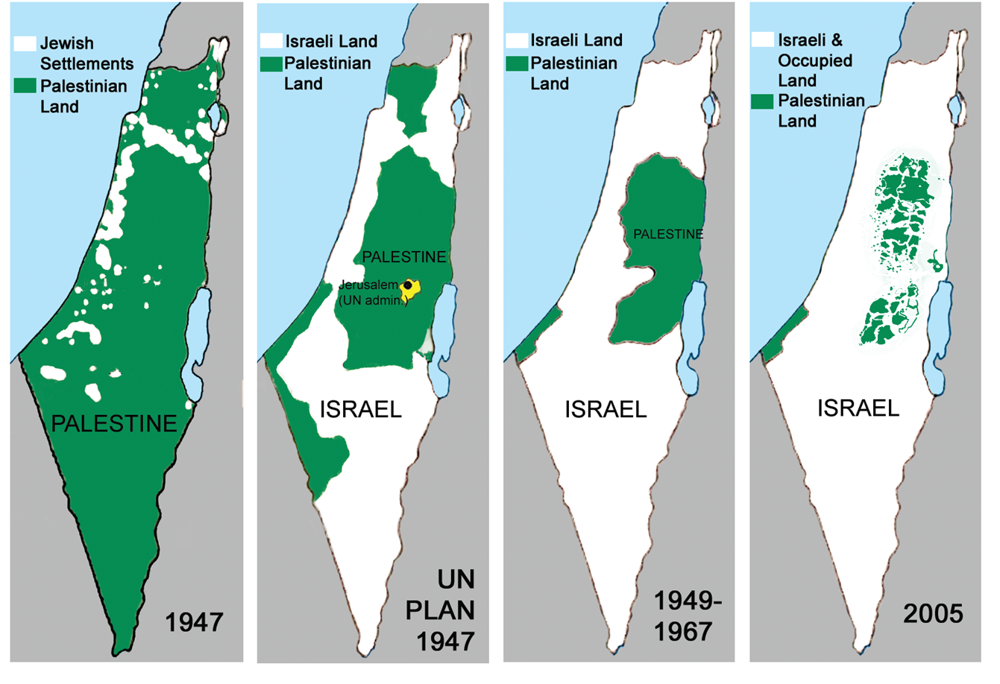 Jewish
Settlements
Palestinian
Land
PALESTINE
1947
Israeli Land
Palestinian
Land
PALESTINE
Jerusalem
(UN admin.)
ISRAEL
UN
PLAN
1947
Israeli Land
Palestinian
Land
PALESTINE
ISRAEL
1949-
1967
Israeli &
Occupied
Land
Palestinian
Land
ISRAEL
2005